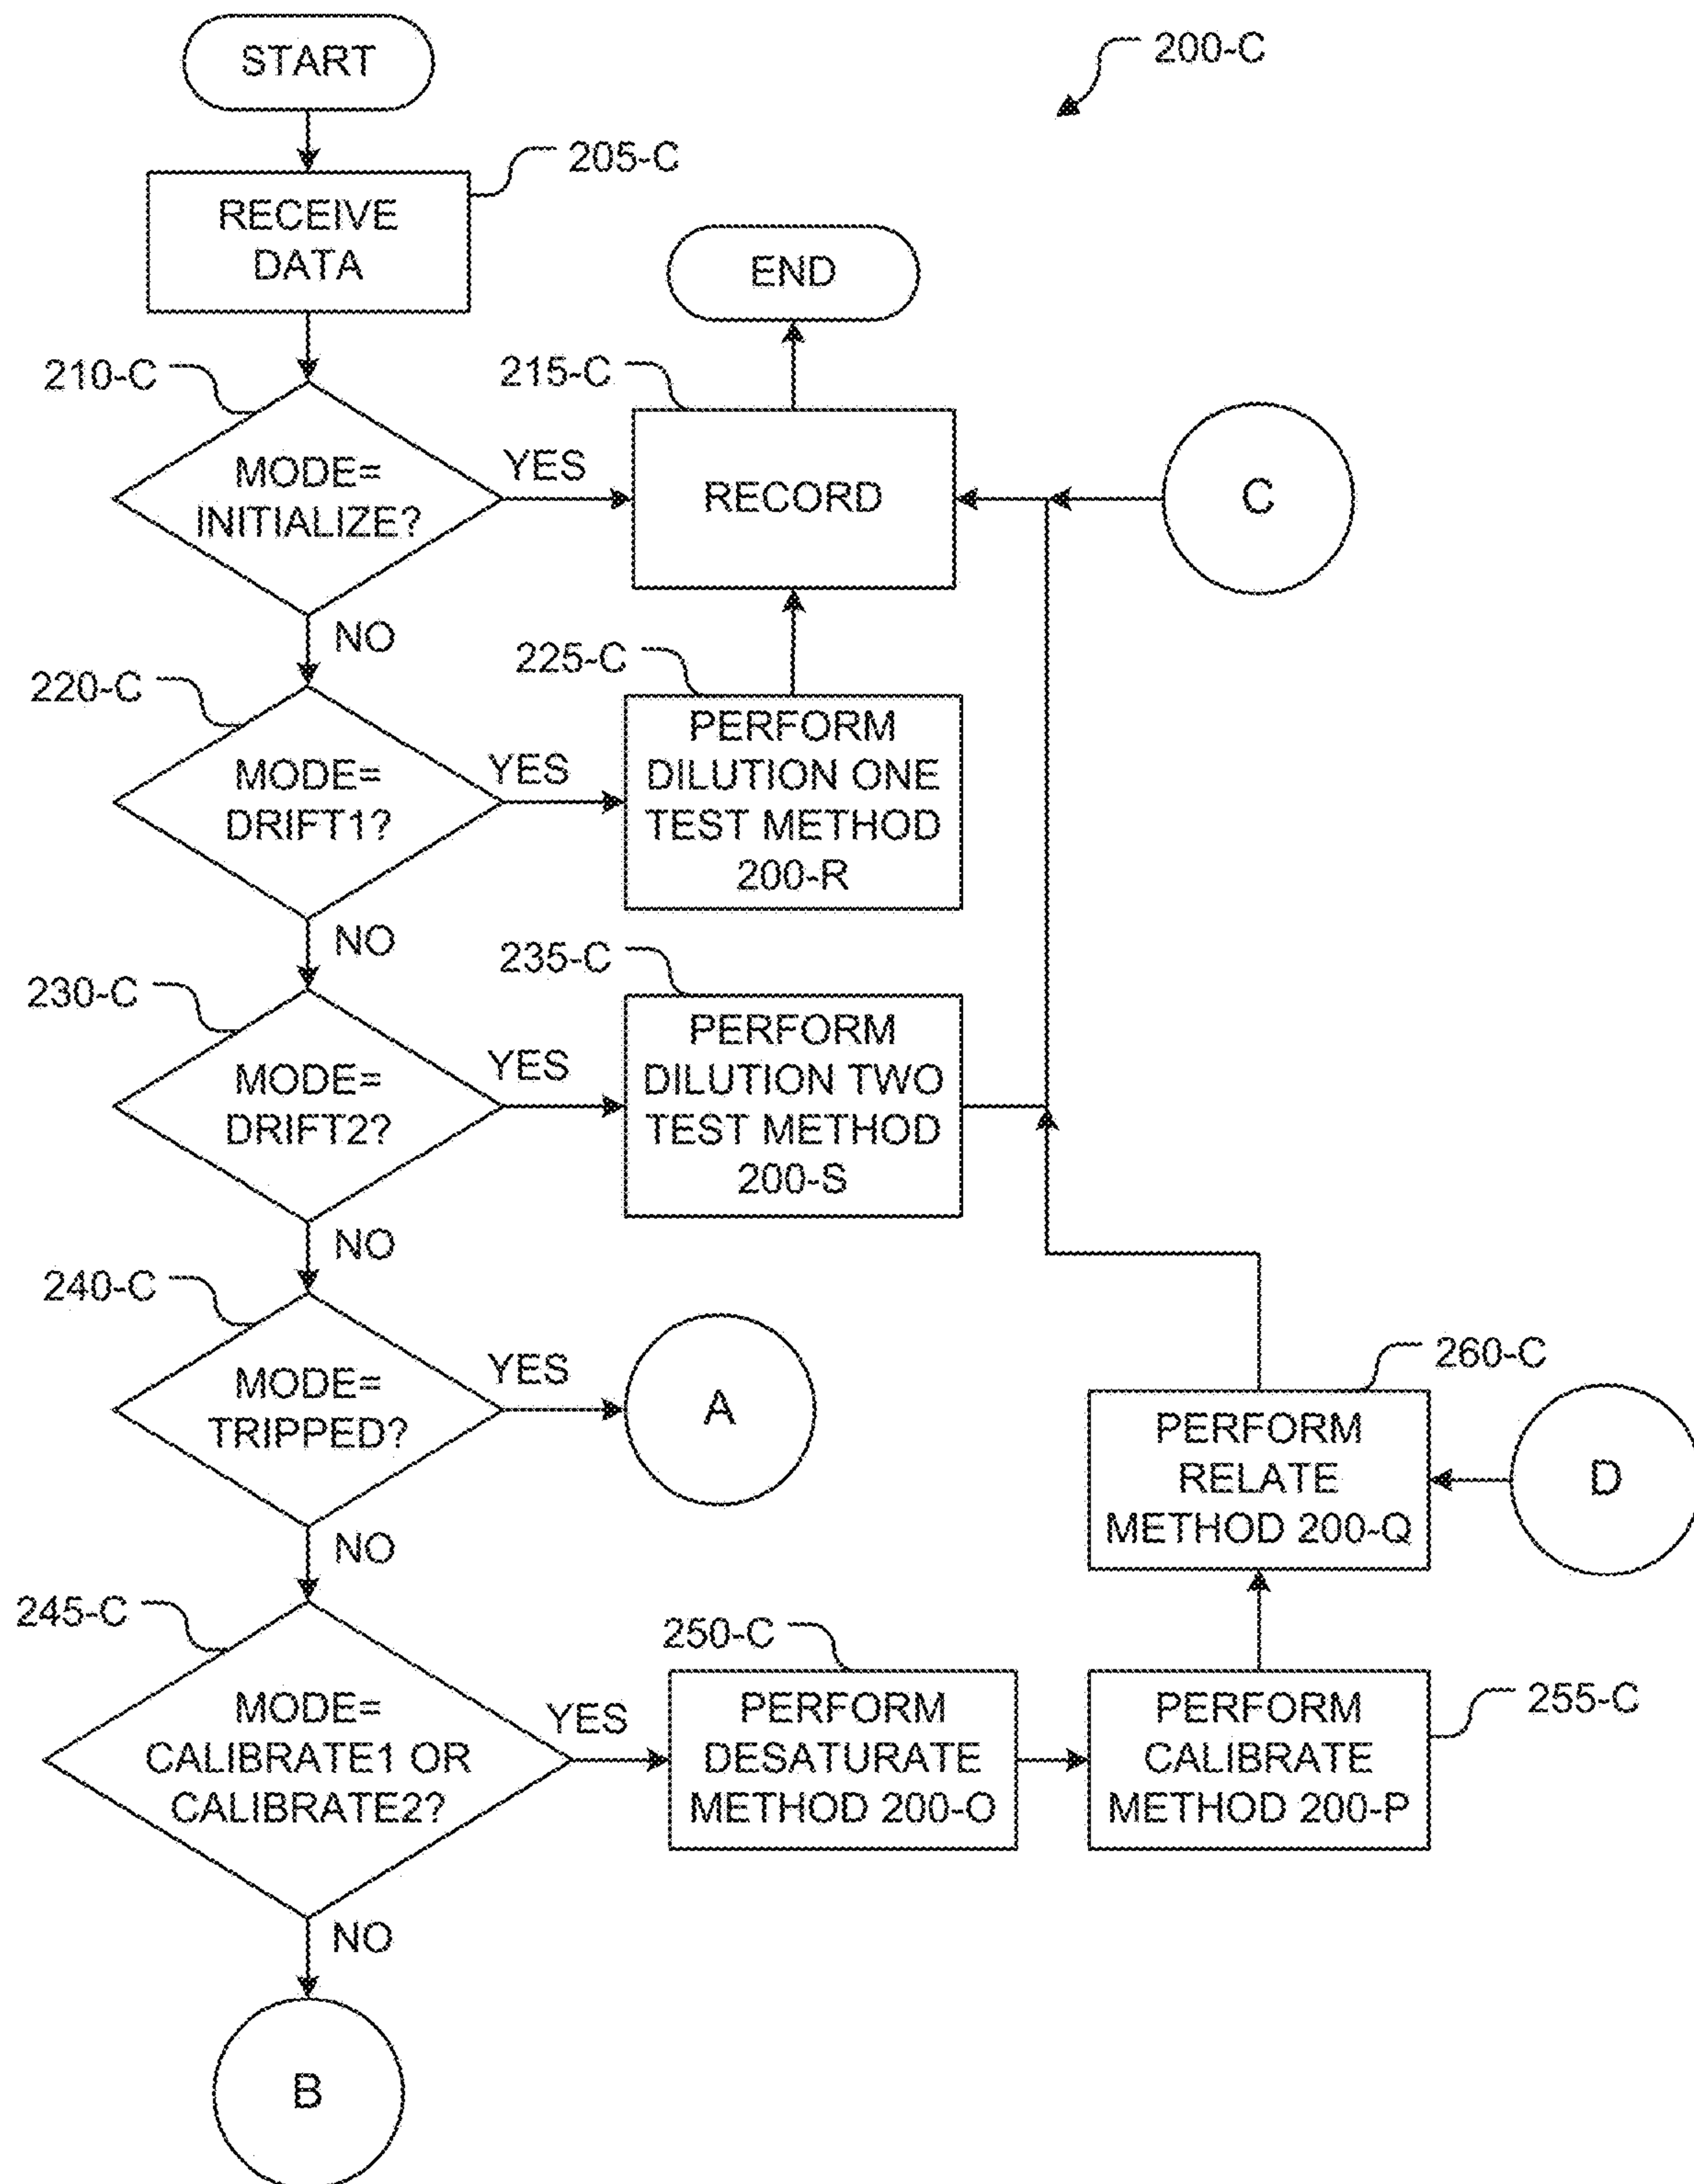 START
200-C
205-C
RECEIVE
DATA
END
210-C
215-C
MODE=
INITIALIZE?
YES
RECORD
C
NO
220-C
225-C
MODE=
DRIFT1?
YES
PERFORM
DILUTION ONE
TEST METHOD
200-R
NO
230-C
235-C
MODE=
DRIFT2?
YES
PERFORM
DILUTION TWO
TEST METHOD
200-S
NO
240-C
MODE=
TRIPPED?
YES
A
260-C
PERFORM
RELATE
METHOD 200-Q
D
NO
245-C
250-C
255-C
MODE=
CALIBRATE1 OR
CALIBRATE2?
YES
PERFORM
DESATURATE
METHOD 200-O
PERFORM
CALIBRATE
METHOD 200-P
NO
B